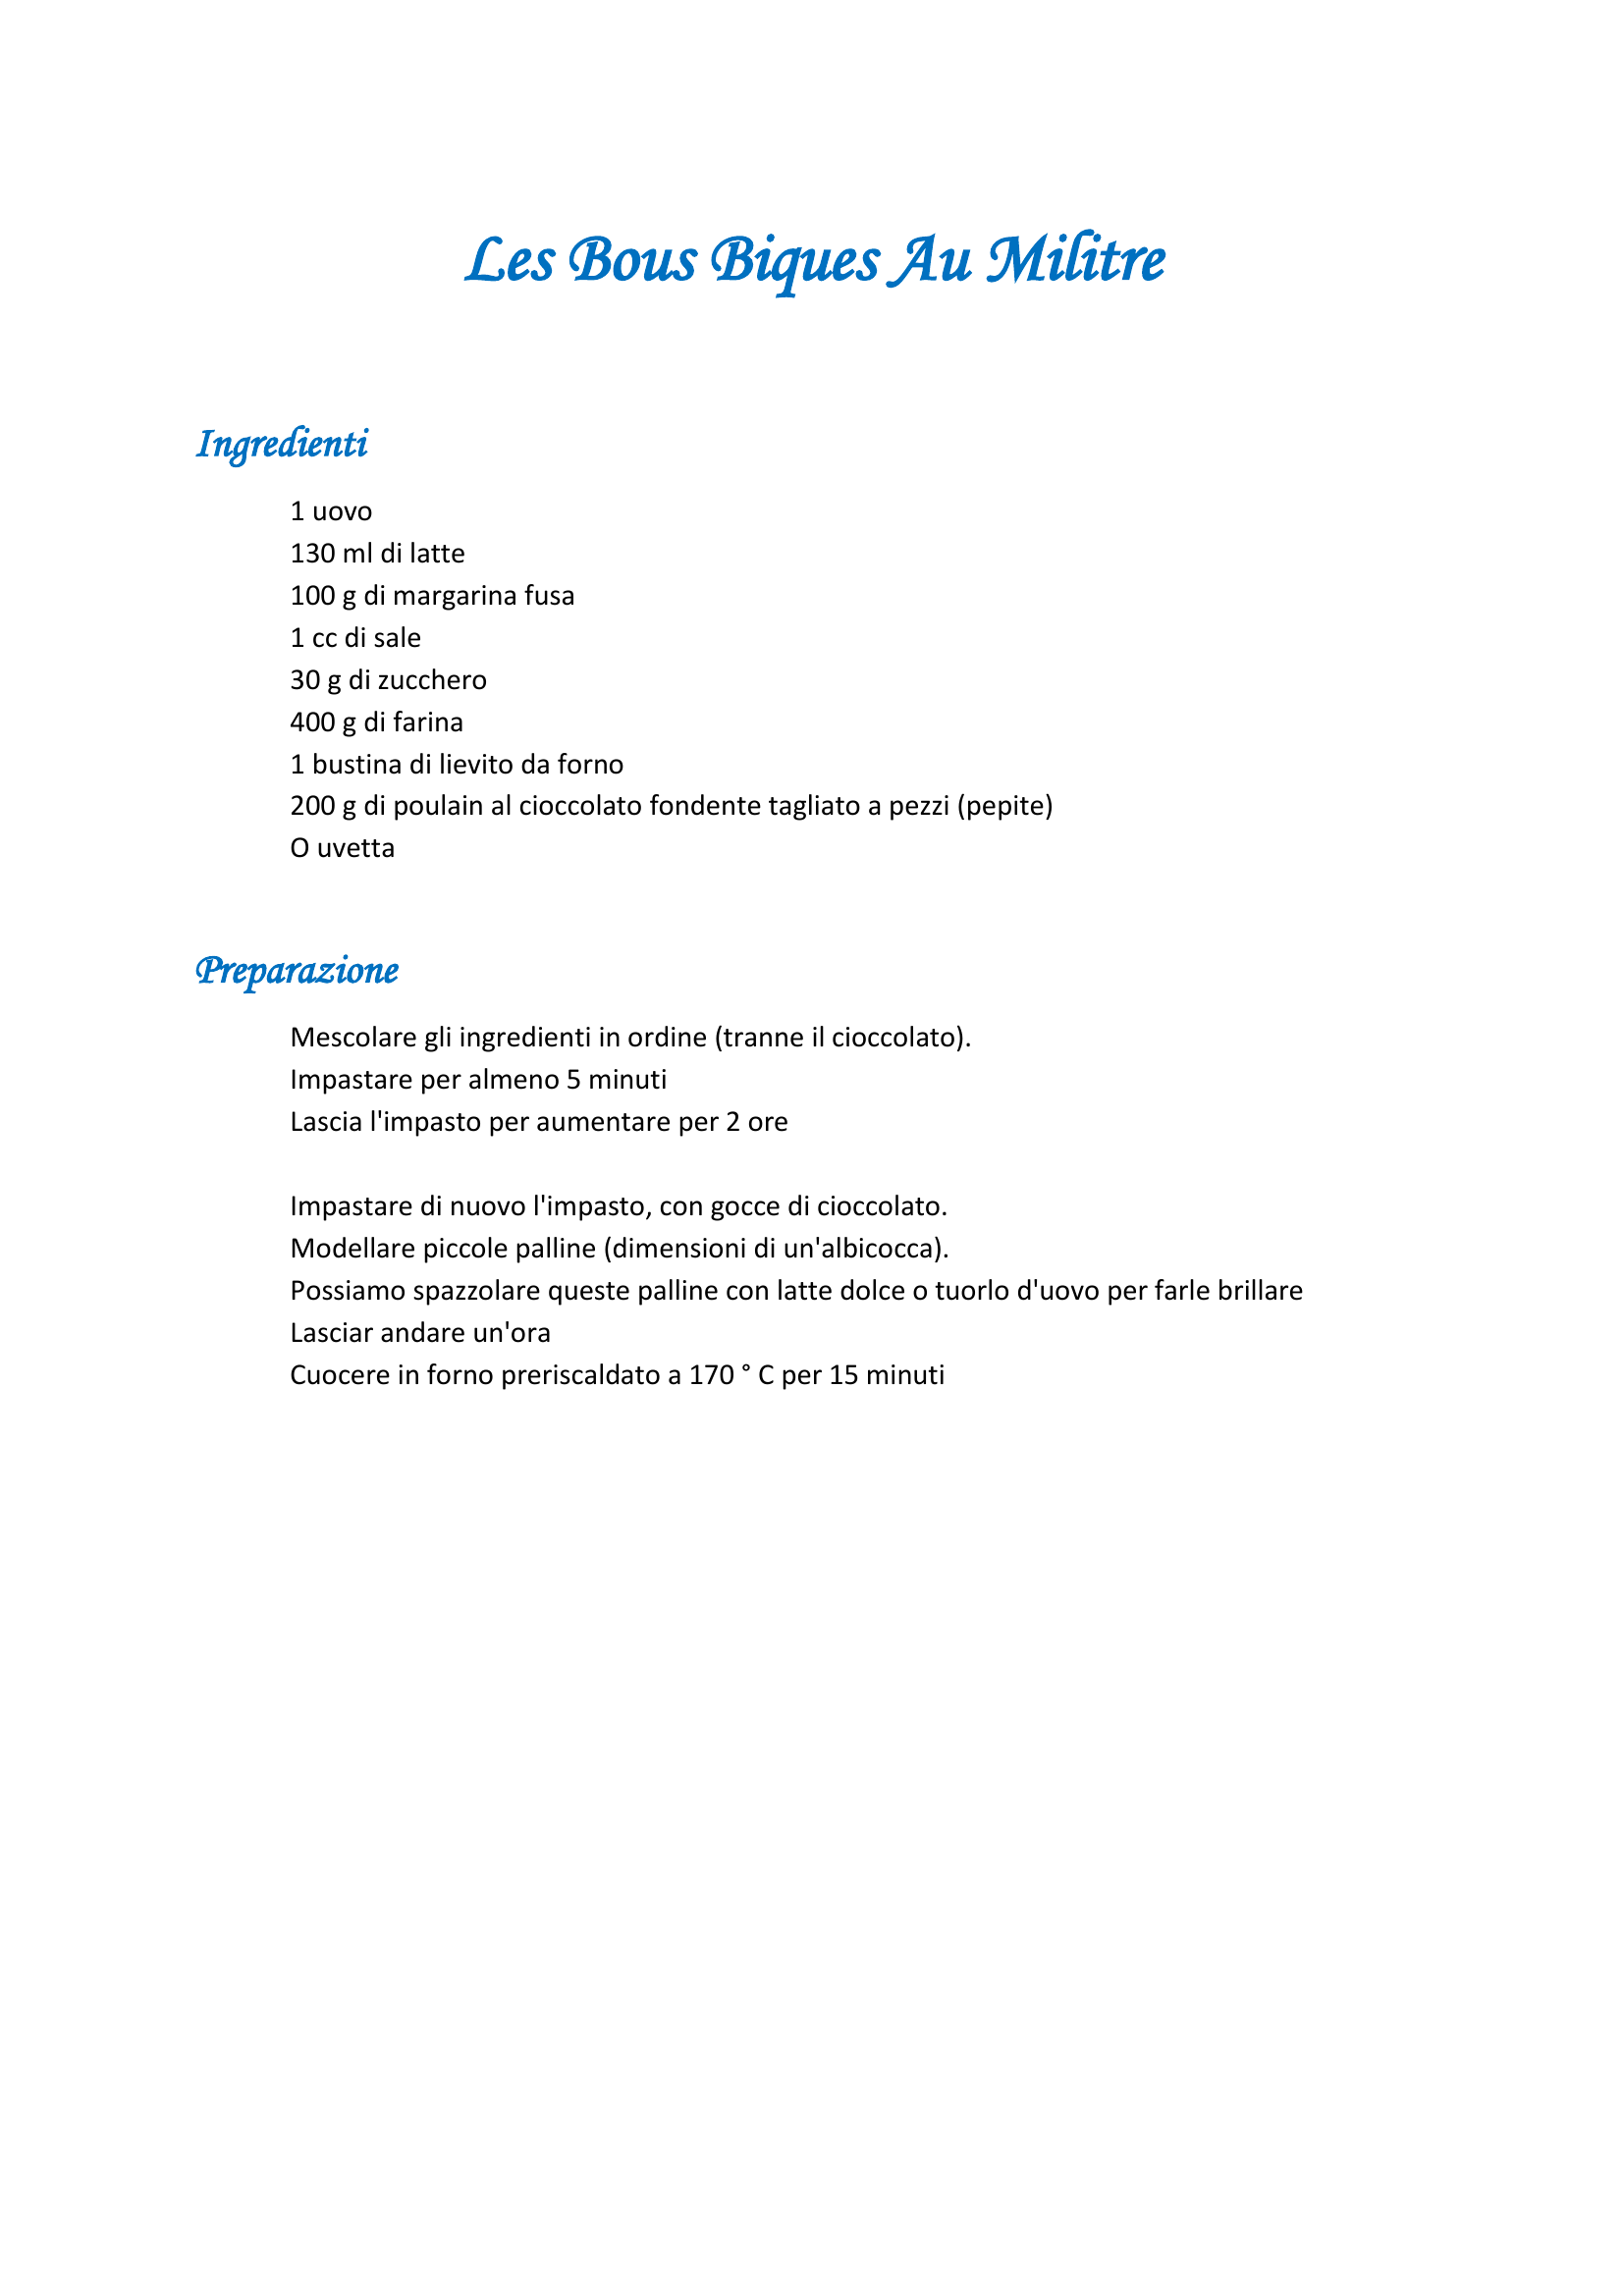 Les Bous Biques Au Militre
Ingredienti
1 uovo
130 ml di latte
100 g di margarina fusa
1 cc di sale
30 g di zucchero
400 g di farina
1 bustina di lievito da forno
200 g di poulain al cioccolato fondente tagliato a pezzi (pepite)
O uvetta
Preparazione
Mescolare gli ingredienti in ordine (tranne il cioccolato).
Impastare per almeno 5 minuti
Lascia l'impasto per aumentare per 2 ore
Impastare di nuovo l'impasto, con gocce di cioccolato.
Modellare piccole palline (dimensioni di un'albicocca).
Possiamo spazzolare queste palline con latte dolce o tuorlo d'uovo per farle brillare
Lasciar andare un'ora
Cuocere in forno preriscaldato a 170 ° C per 15 minuti